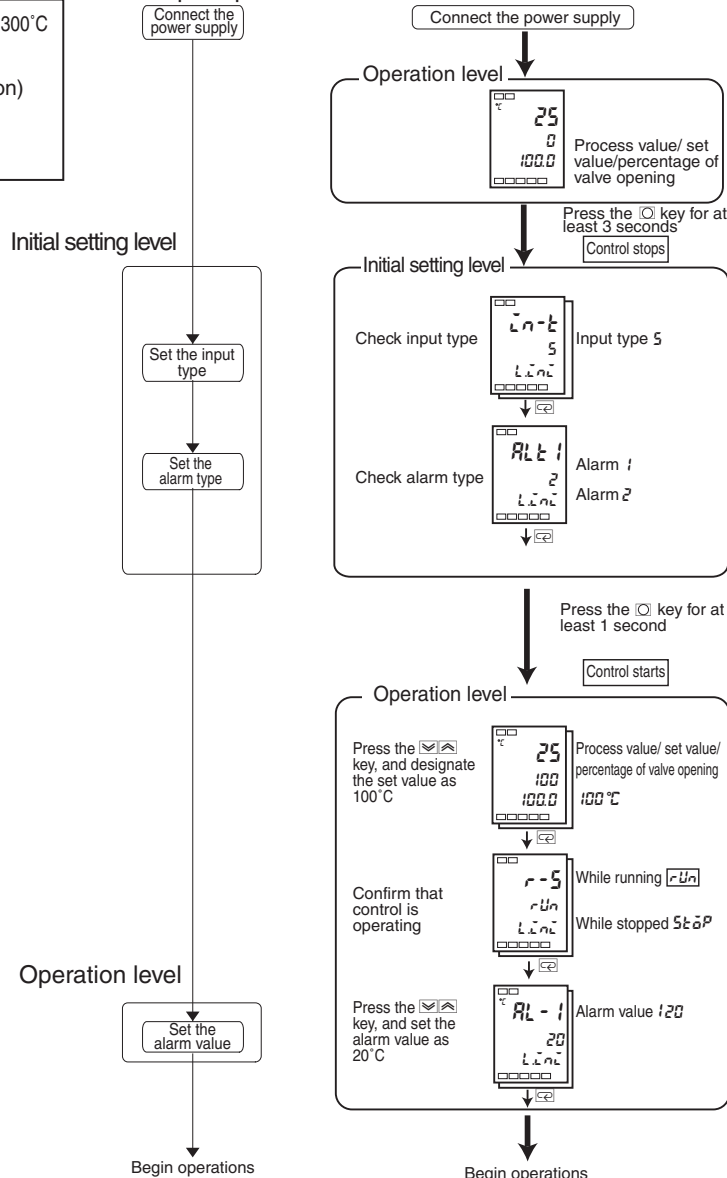 300˚C
on)
Connect the
power supply
Initial setting level
Set the input
type
Set the
alarm type
Operation level
Set the
alarm value
Begin operations
Connect the power supply
Operation level
℃
25
0
100.0
Process value/ set
value/percentage of
valve opening
Press the key for at
least 3 seconds
Control stops
Initial setting level
Check input type
in-t
5
L.ini
Input type 5
Check alarm type
ALt1
2
L.ini
Alarm 1
Alarm 2
Press the key for at
least 1 second
Control starts
Operation level
Press the
key, and designate
the set value as
100˚C
℃
25
100
100.0
Process value/ set value/
percentage of valve opening
100 ℃
Confirm that
control is
operating
r-S
rUn
L.ini
While running rUn
While stopped StoP
Press the
key, and set the
alarm value as
20˚C
℃
AL-1
20
L.ini
Alarm value 120
Begin operations